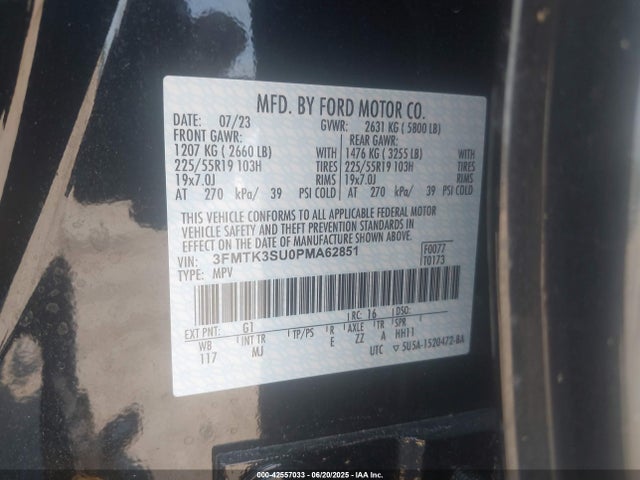 MFD. BY FORD MOTOR CO.
DATE: 07/23 GVWR: 2631 KG ( 5800 LB)
FRONT GAWR: REAR GAWR:
1207 KG ( 2660 LB) WITH 1476 KG ( 3255 LB) WITH
225/55R19 103H TIRES 225/55R19 103H TIRES
19x7.0J RIMS 19x7.0J RIMS
AT 270 kPa/ 39 PSI COLD AT 270 kPa/ 39 PSI COLD
THIS VEHICLE CONFORMS TO ALL APPLICABLE FEDERAL MOTOR
VEHICLE SAFETY AND BUMPER AND THEFT PREVENTION STANDARDS IN
EFFECT ON THE DATE OF MANUFACTURE SHOWN ABOVE.
VIN: 3FMTK3SU0PMA62851 F0077
TYPE: MPV T0173
EXT PNT: G1 RC: 16 DSO:
WB INT TR TP/PS R AXLE TR SPR
117 MJ E ZZ A HH11
UTC 5U5A-1520472-BA
© - 42557033 - 06/20/2025 - IAA Inc.